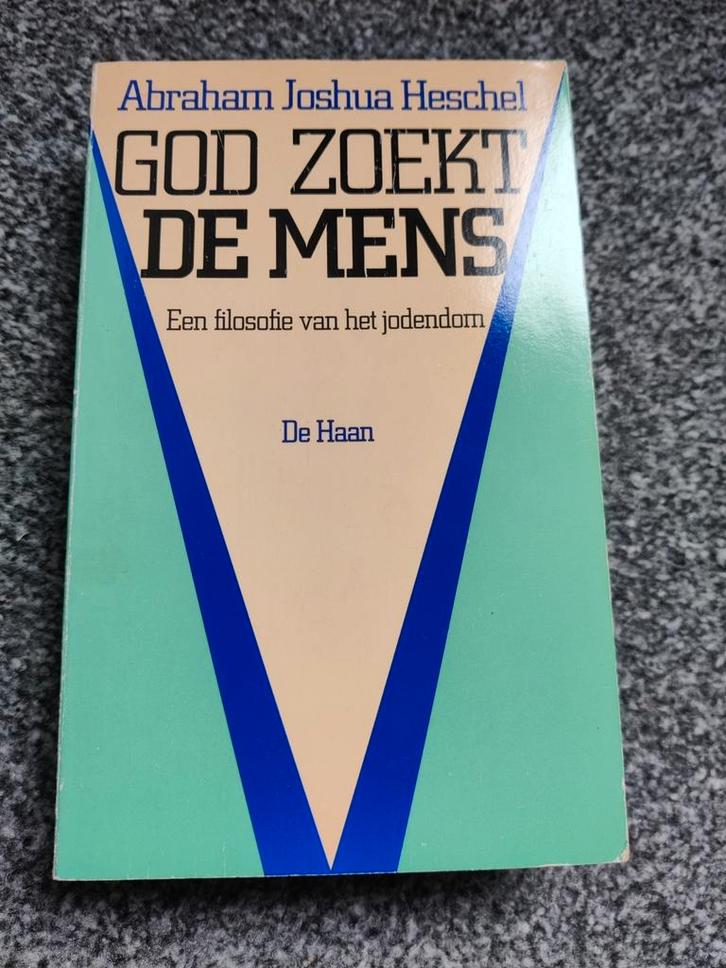 Abraham Joshua Heschel
GOD ZOEKT
DE MENS
Een filosofie van het jodendom
De Haan